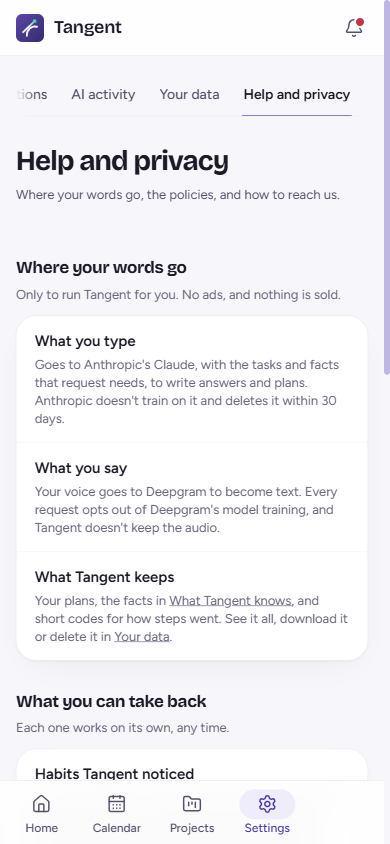 Tangent
tions AI activity Your data Help and privacy
Help and privacy
Where your words go, the policies, and how to reach us.
Where your words go
Only to run Tangent for you. No ads, and nothing is sold.
What you type
Goes to Anthropic's Claude, with the tasks and facts
that request needs, to write answers and plans.
Anthropic doesn't train on it and deletes it within 30
days.
What you say
Your voice goes to Deepgram to become text. Every
request opts out of Deepgram's model training, and
Tangent doesn't keep the audio.
What Tangent keeps
Your plans, the facts in What Tangent knows, and
short codes for how steps went. See it all, download it
or delete it in Your data.
What you can take back
Each one works on its own, any time.
Habits Tangent noticed
Home Calendar Projects Settings